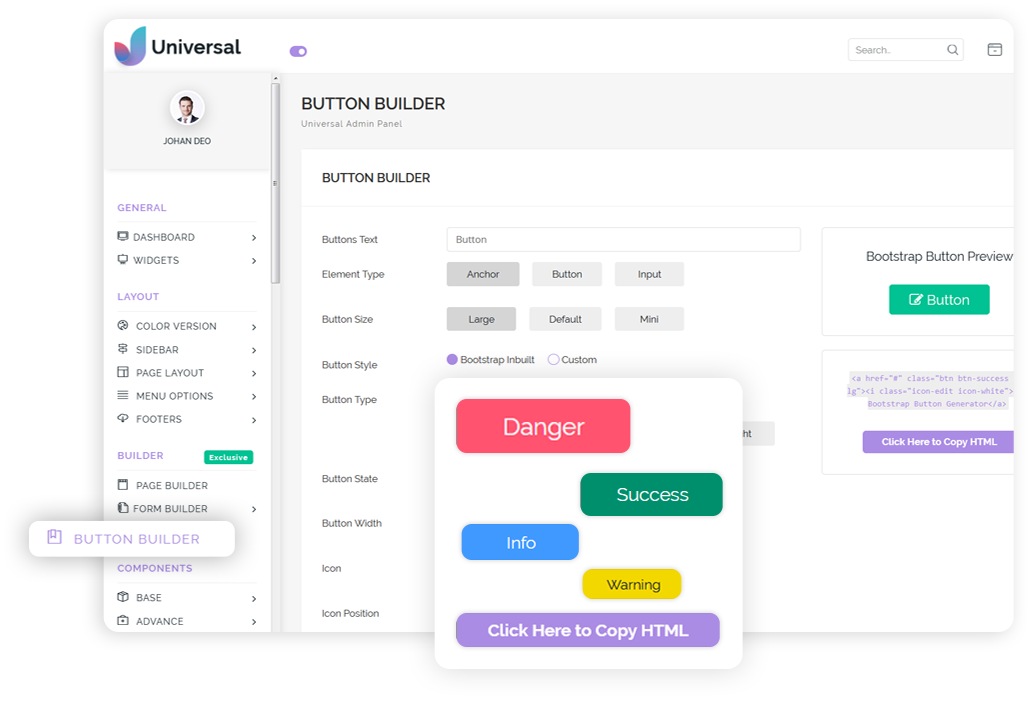 Universal
Search..
JOHAN DEO
BUTTON BUILDER
Universal Admin Panel
GENERAL
DASHBOARD
WIDGETS
LAYOUT
COLOR VERSION
SIDEBAR
PAGE LAYOUT
MENU OPTIONS
FOOTERS
BUILDER Exclusive
PAGE BUILDER
FORM BUILDER
BUTTON BUILDER
COMPONENTS
BASE
ADVANCE
BUTTON BUILDER
Buttons Text Button
Element Type Anchor Button Input
Button Size Large Default Mini
Button Style Bootstrap Inbuilt Custom
Button Type
ht
Button State
Button Width
Icon
Icon Position
Danger
Success
Info
Warning
Click Here to Copy HTML
Bootstrap Button Preview
Button
<a href="#" class="btn btn-success
lg"><i class="icon-edit icon-white">
Bootstrap Button Generator</a>
Click Here to Copy HTML